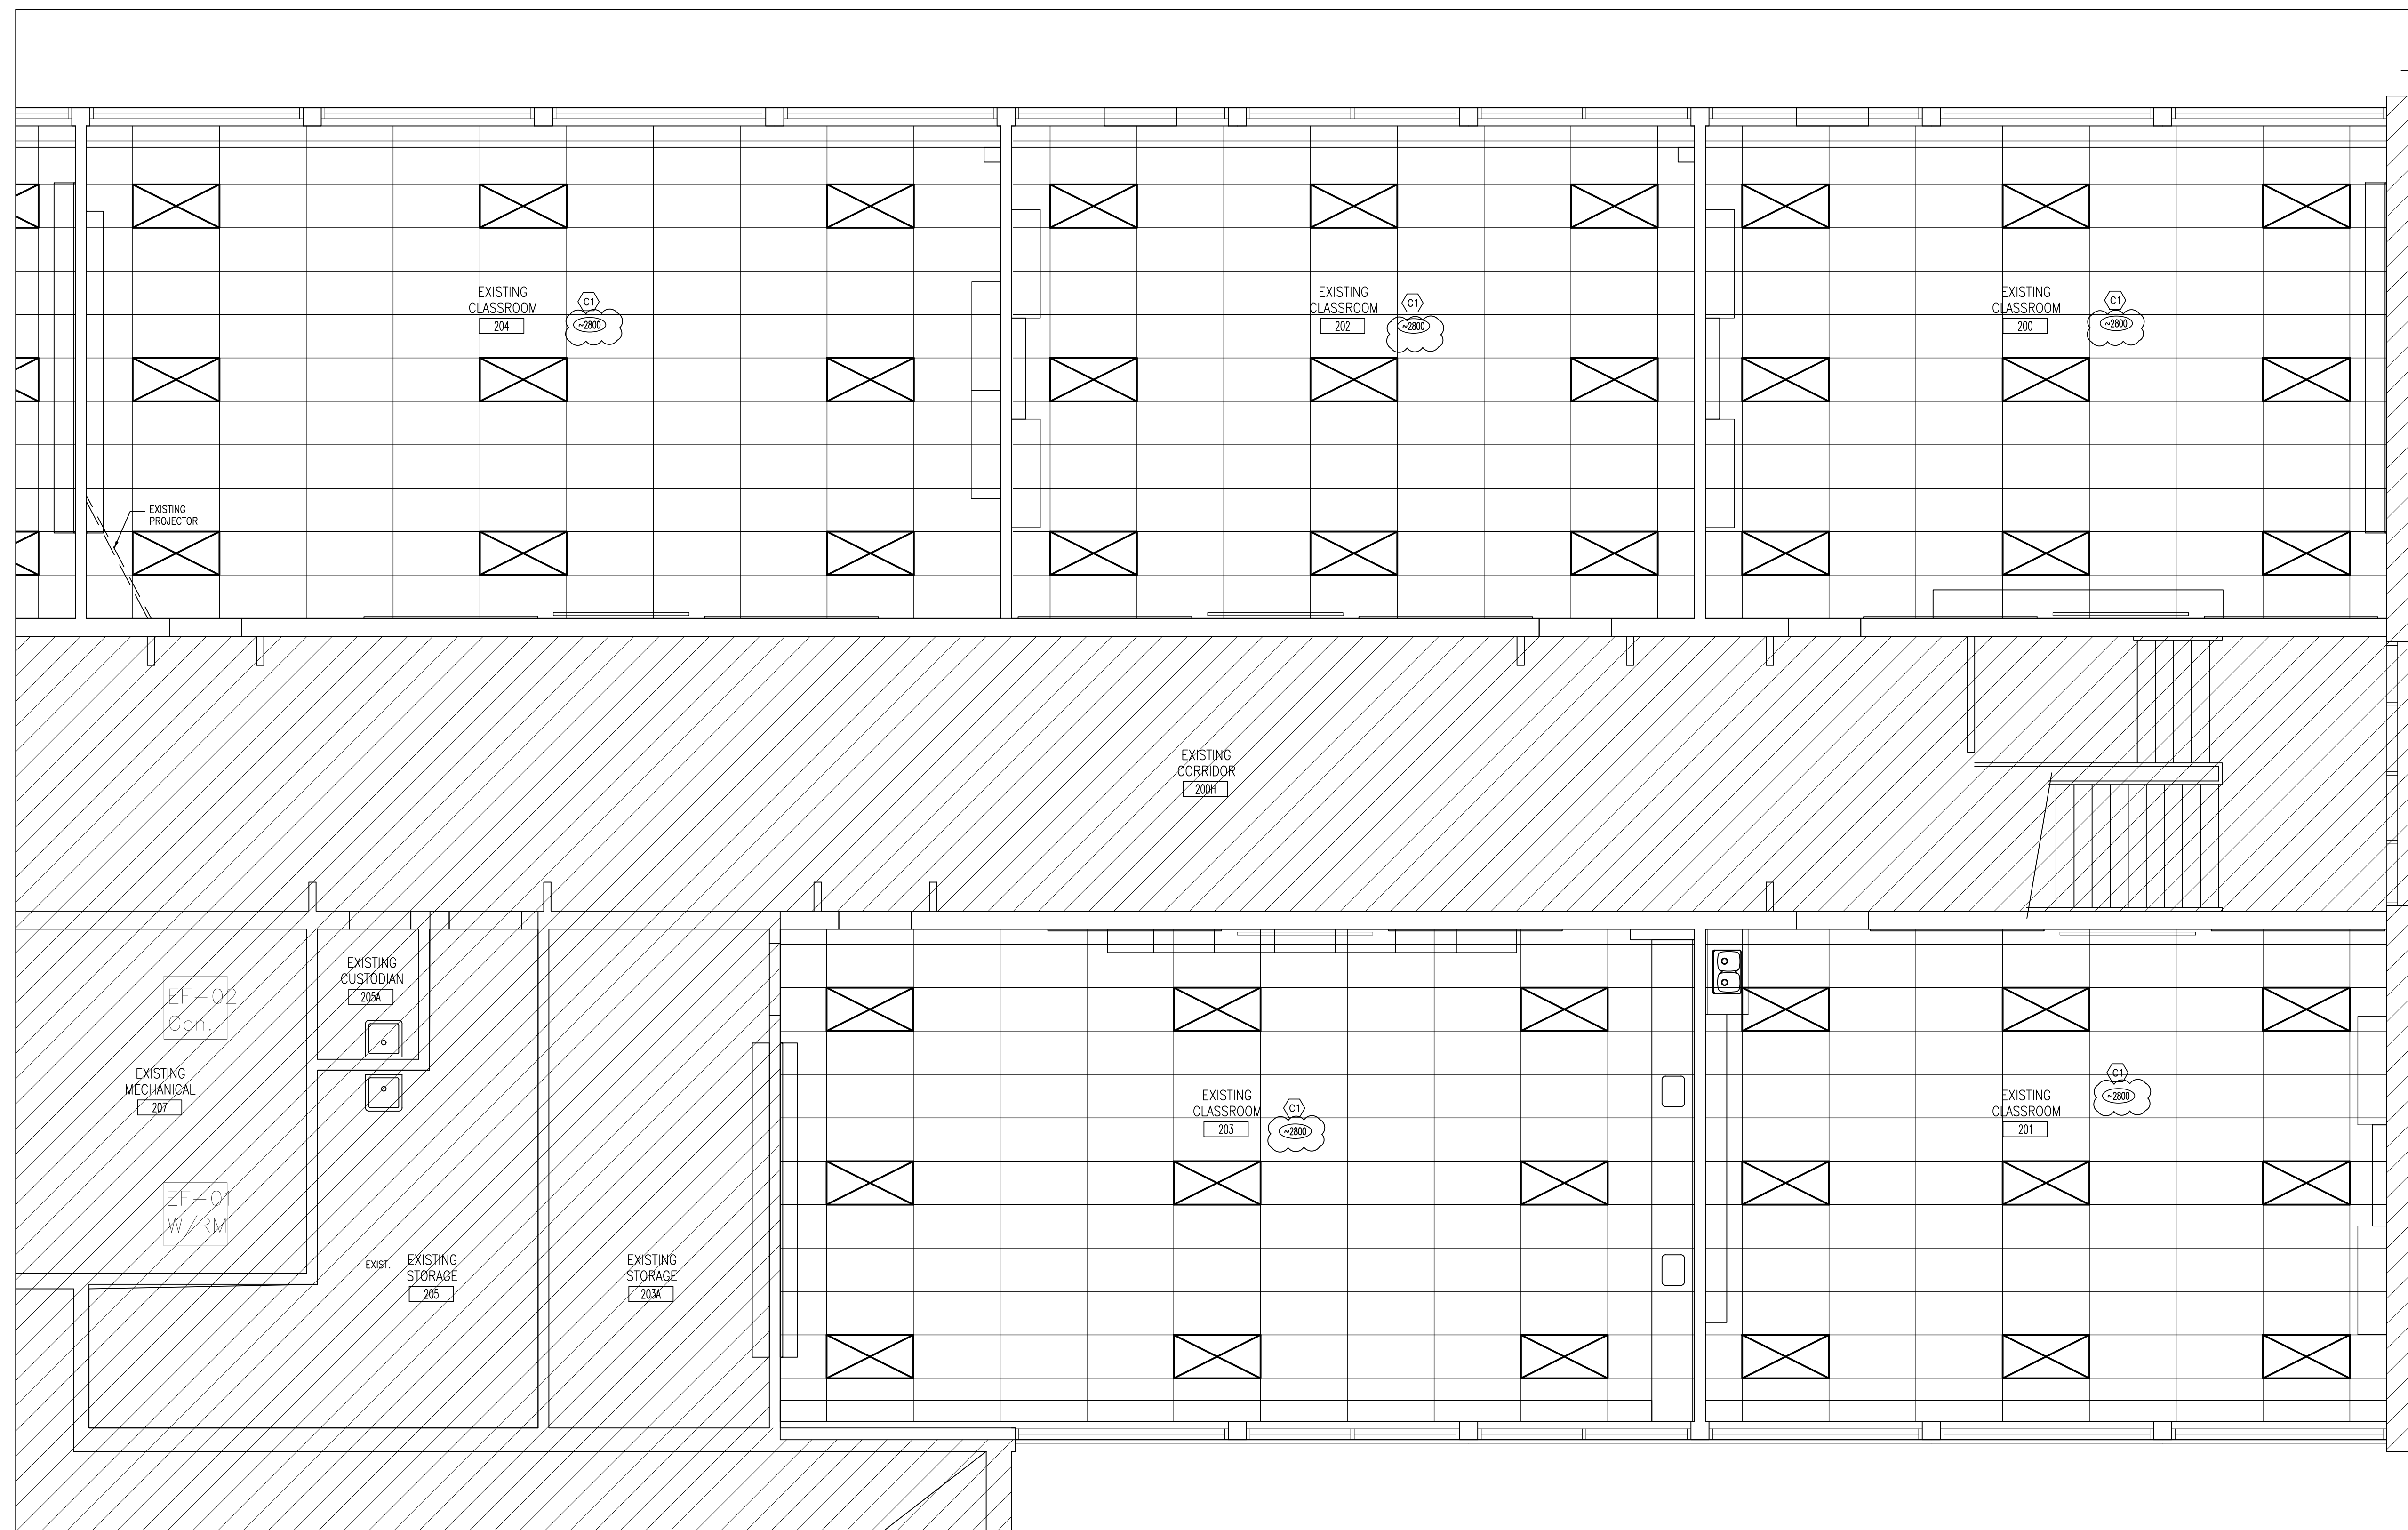 EXISTING
CLASSROOM
204
C1
~2800
EXISTING
CLASSROOM
202
C1
~2800
EXISTING
CLASSROOM
200
C1
~2800
EXISTING
PROJECTOR
EXISTING
CORRIDOR
200H
EXISTING
CUSTODIAN
205A
EF-02
Gen.
EXISTING
MECHANICAL
207
EF-01
W/RM
EXIST.
EXISTING
STORAGE
205
EXISTING
STORAGE
203A
EXISTING
CLASSROOM
203
C1
~2800
EXISTING
CLASSROOM
201
C1
~2800